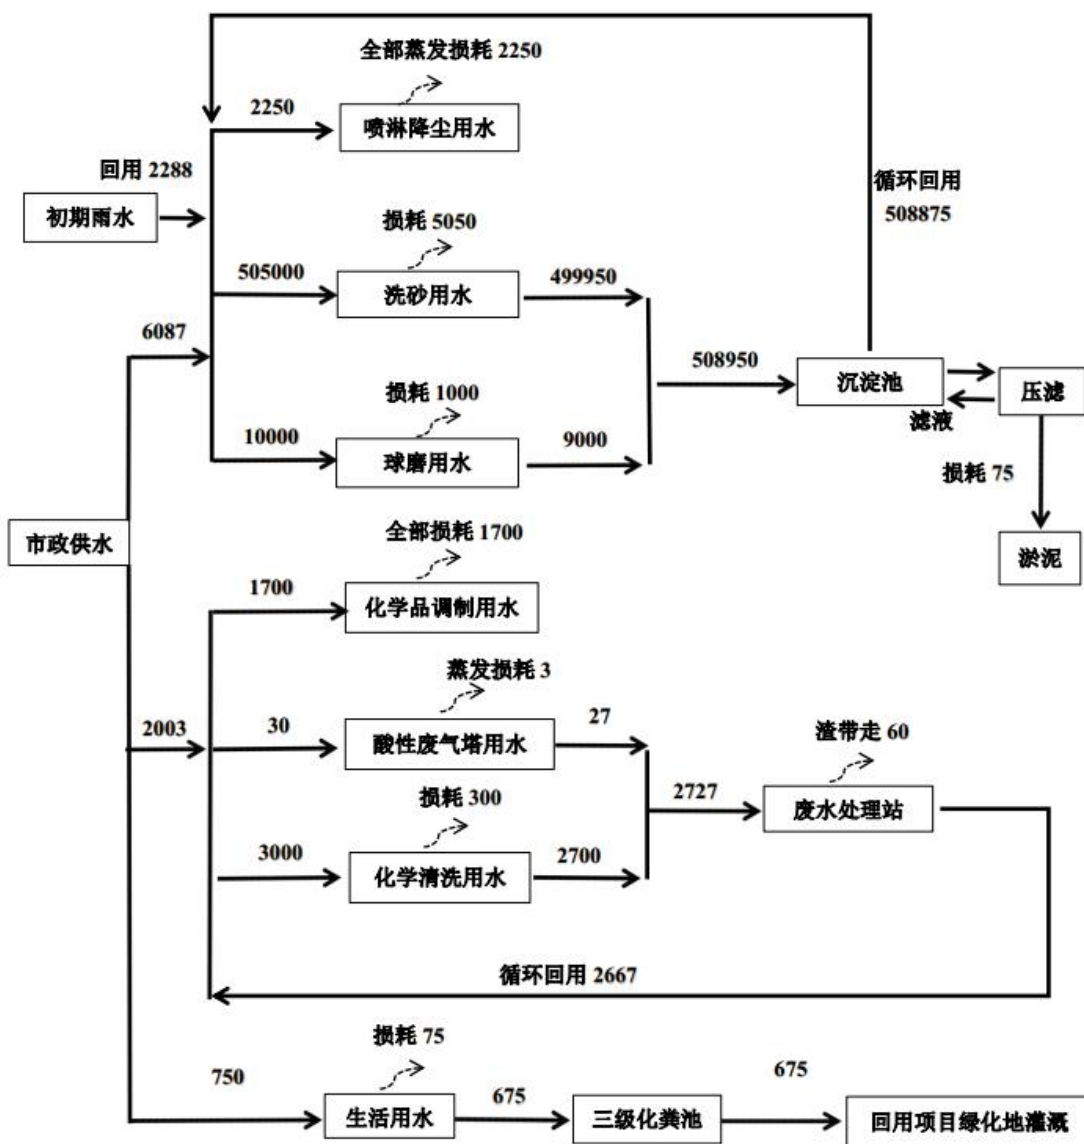 全部蒸发损耗 2250
2250
喷淋降尘用水
回用 2288
初期雨水
循环回用
508875
损耗 5050
505000
洗砂用水
499950
6087
508950
沉淀池
压滤
滤液
损耗 1000
10000
球磨用水
9000
损耗 75
淤泥
市政供水
全部损耗 1700
1700
化学品调制用水
蒸发损耗 3
2003
30
酸性废气塔用水
27
渣带走 60
2727
废水处理站
损耗 300
3000
化学清洗用水
2700
循环回用 2667
损耗 75
750
生活用水
675
三级化粪池
675
回用项目绿化地灌溉